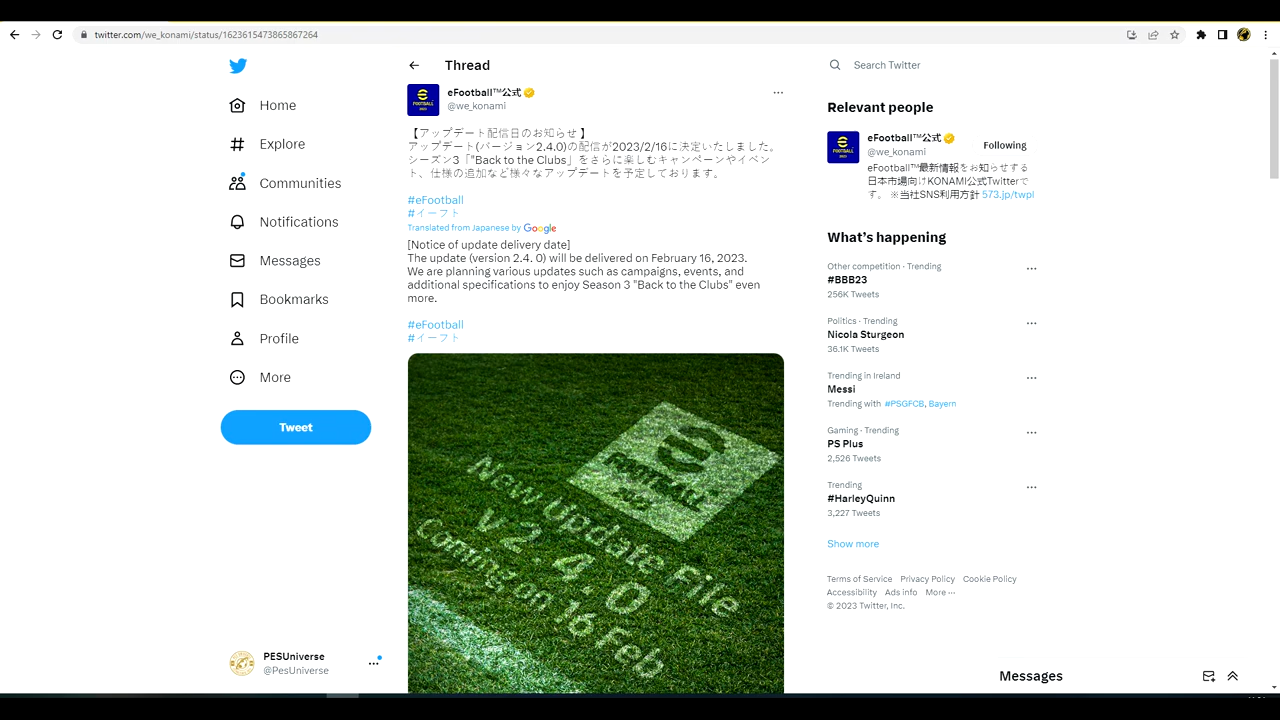 twitter.com/we_konami/status/1623615473865867264
Home
Explore
Communities
Notifications
Messages
Bookmarks
Profile
More
Tweet
PESUniverse
@PesUniverse
Thread
eFootball™公式
@we_konami
【アップデート配信日のお知らせ 】
アップデート(バージョン2.4.0)の配信が2023/2/16に決定いたしました。
シーズン3「"Back to the Clubs」をさらに楽しむキャンペーンやイベン
ト、仕様の追加など様々なアップデートを予定しております。
#eFootball
#イーフト
Translated from Japanese by Google
[Notice of update delivery date]
The update (version 2.4. 0) will be delivered on February 16, 2023.
We are planning various updates such as campaigns, events, and
additional specifications to enjoy Season 3 "Back to the Clubs" even
more.
#eFootball
#イーフト
New Update File
v2.4.0
Coming on 16 Feb
Search Twitter
Relevant people
eFootball™公式
@we_konami
Following
eFootball™最新情報をお知らせする
日本市場向けKONAMI公式Twitterで
す。 ※当社SNS利用方針 573.jp/twpl
What's happening
Other competition · Trending
#BBB23
256K Tweets
Politics · Trending
Nicola Sturgeon
36.1K Tweets
Trending in Ireland
Messi
Trending with #PSGFCB, Bayern
Gaming · Trending
PS Plus
2,526 Tweets
Trending
#HarleyQuinn
3,227 Tweets
Show more
Terms of Service Privacy Policy Cookie Policy
Accessibility Ads info More ···
© 2023 Twitter, Inc.
Messages